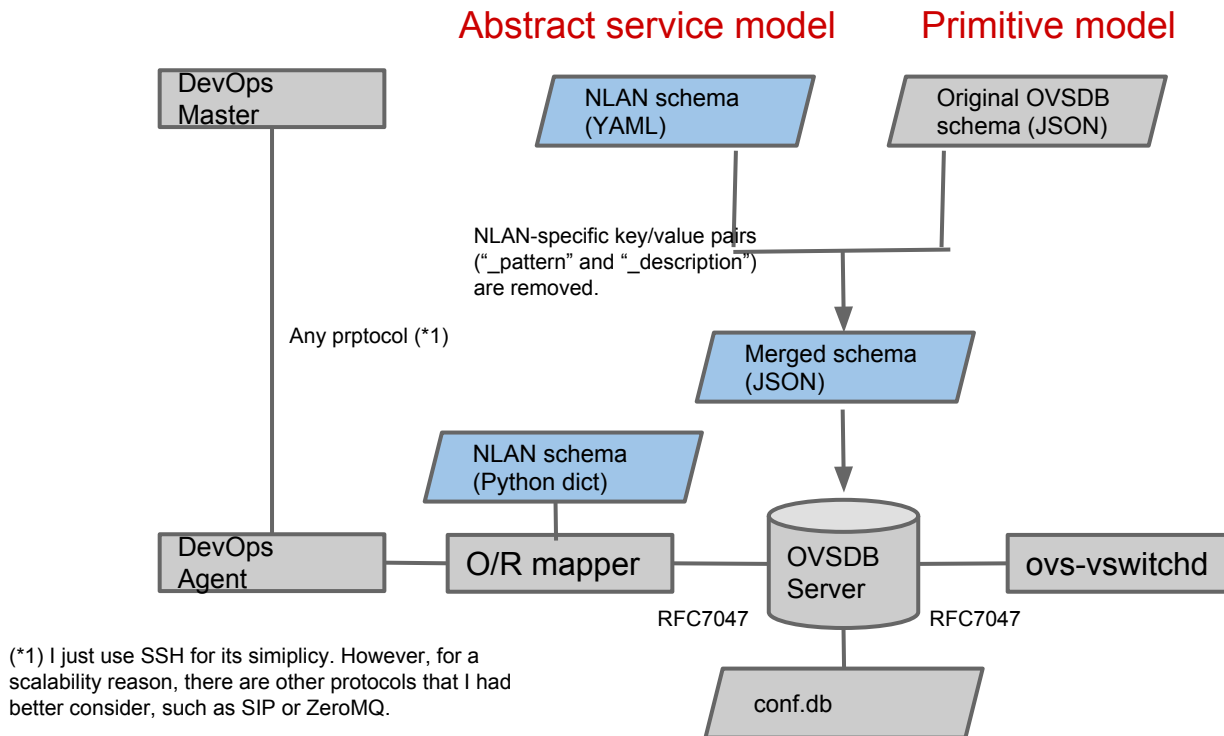 Abstract service model
Primitive model
DevOps
Master
NLAN schema
(YAML)
Original OVSDB
schema (JSON)
NLAN-specific key/value pairs
(“_pattern” and “_description”)
are removed.
Any prptocol (*1)
Merged schema
(JSON)
NLAN schema
(Python dict)
DevOps
Agent
O/R mapper
OVSDB
Server
ovs-vswitchd
RFC7047
RFC7047
(*1) I just use SSH for its simiplicy. However, for a
scalability reason, there are other protocols that I had
better consider, such as SIP or ZeroMQ.
conf.db